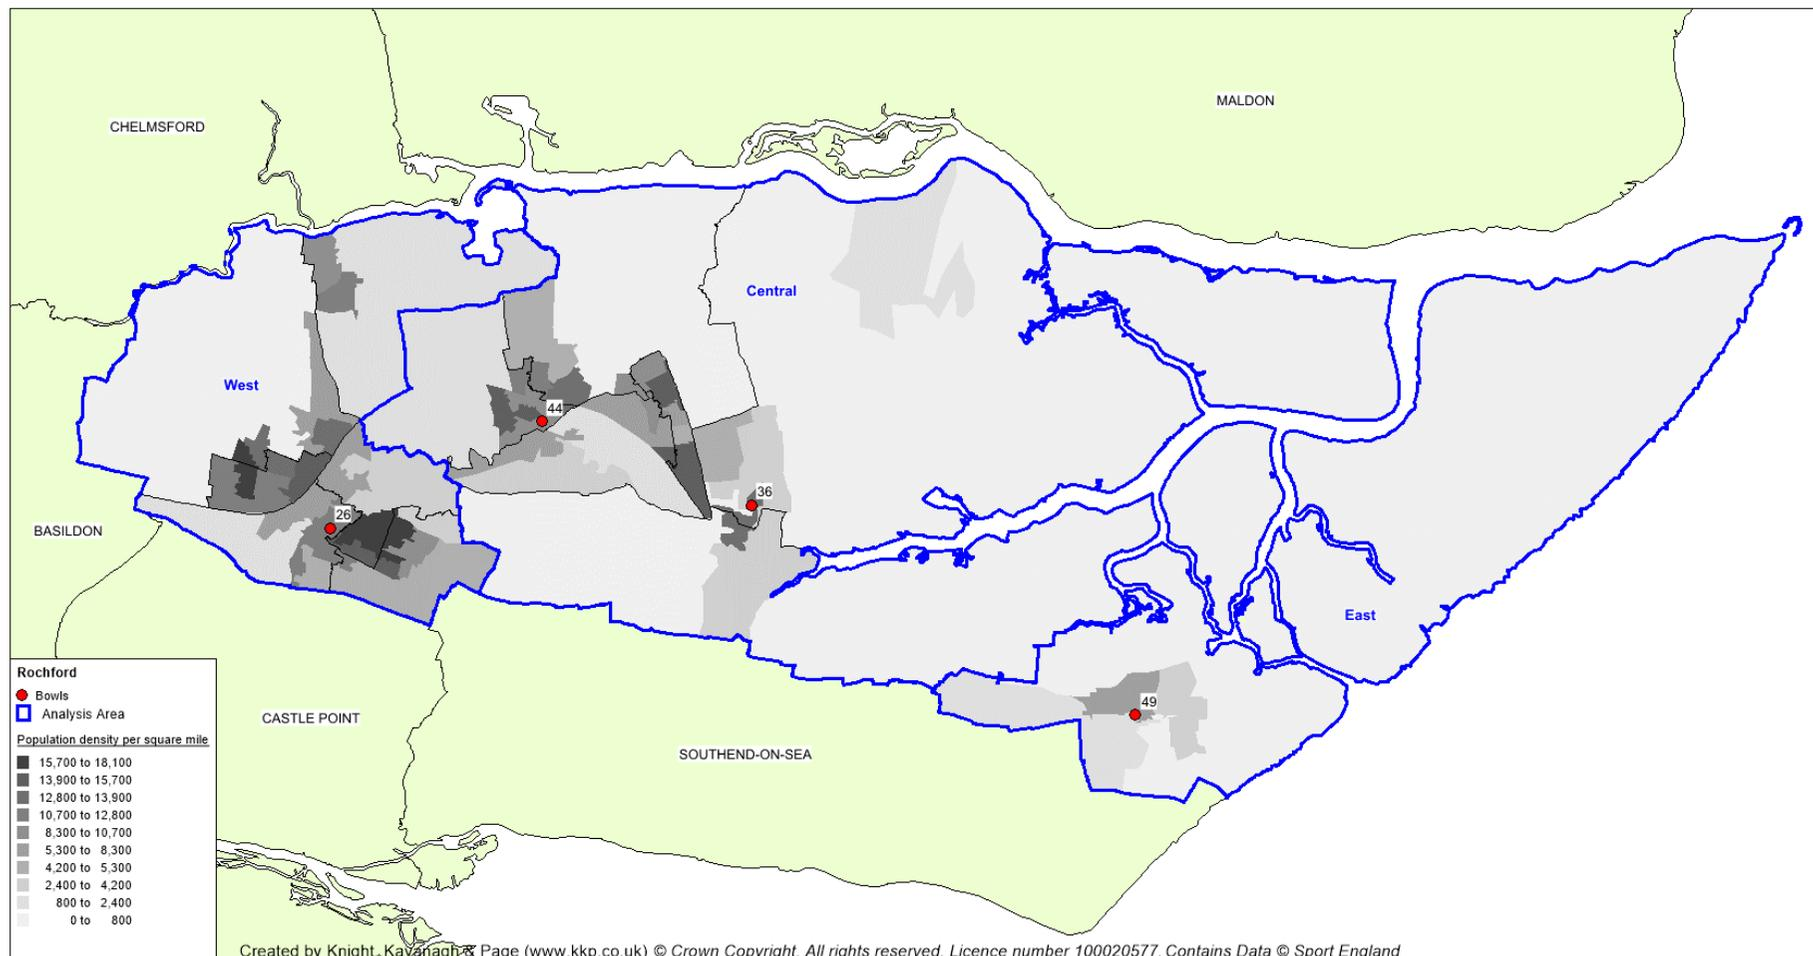 MALDON
CHELMSFORD
Central
West
44
36
26
BASILDON
East
49
CASTLE POINT
SOUTHEND-ON-SEA
Rochford
Bowls
Analysis Area
Population density per square mile
15,700 to 18,100
13,900 to 15,700
12,800 to 13,900
10,700 to 12,800
8,300 to 10,700
5,300 to 8,300
4,200 to 5,300
2,400 to 4,200
800 to 2,400
0 to 800
Created by Knight, Kavanagh & Page (www.kkp.co.uk) © Crown Copyright. All rights reserved. Licence number 100020577. Contains Data © Sport England